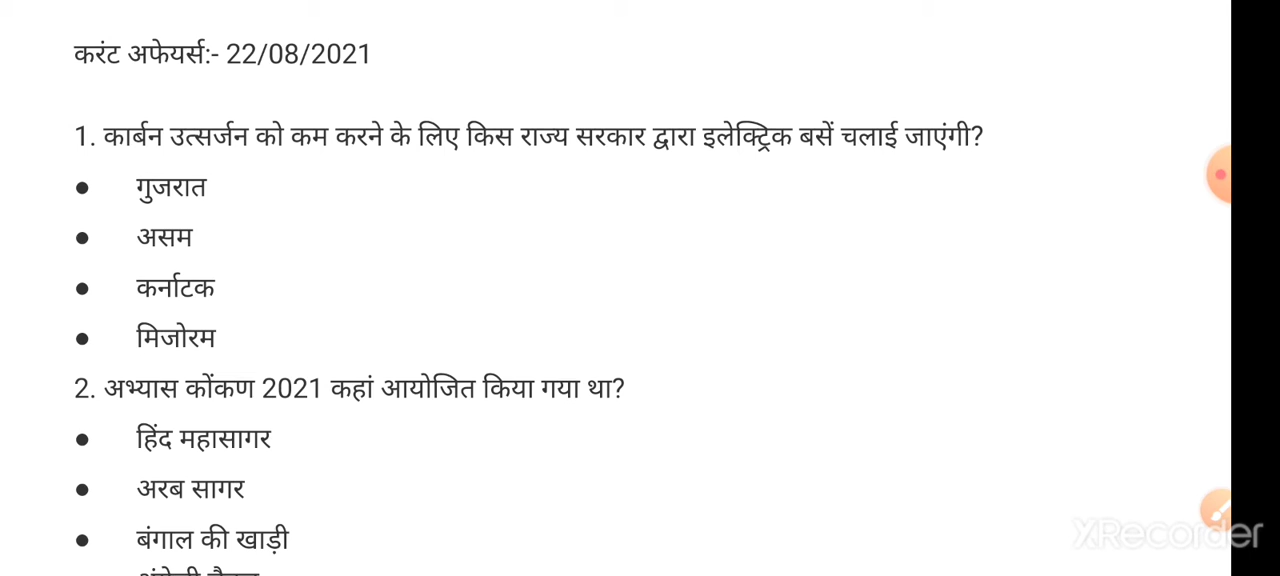 करंट अफेयर्स:- 22/08/2021
1. कार्बन उत्सर्जन को कम करने के लिए किस राज्य सरकार द्वारा इलेक्ट्रिक बसें चलाई जाएंगी?
● गुजरात
● असम
● कर्नाटक
● मिजोरम
2. अभ्यास कोंकण 2021 कहां आयोजित किया गया था?
● हिंद महासागर
● अरब सागर
● बंगाल की खाड़ी
XRecorder